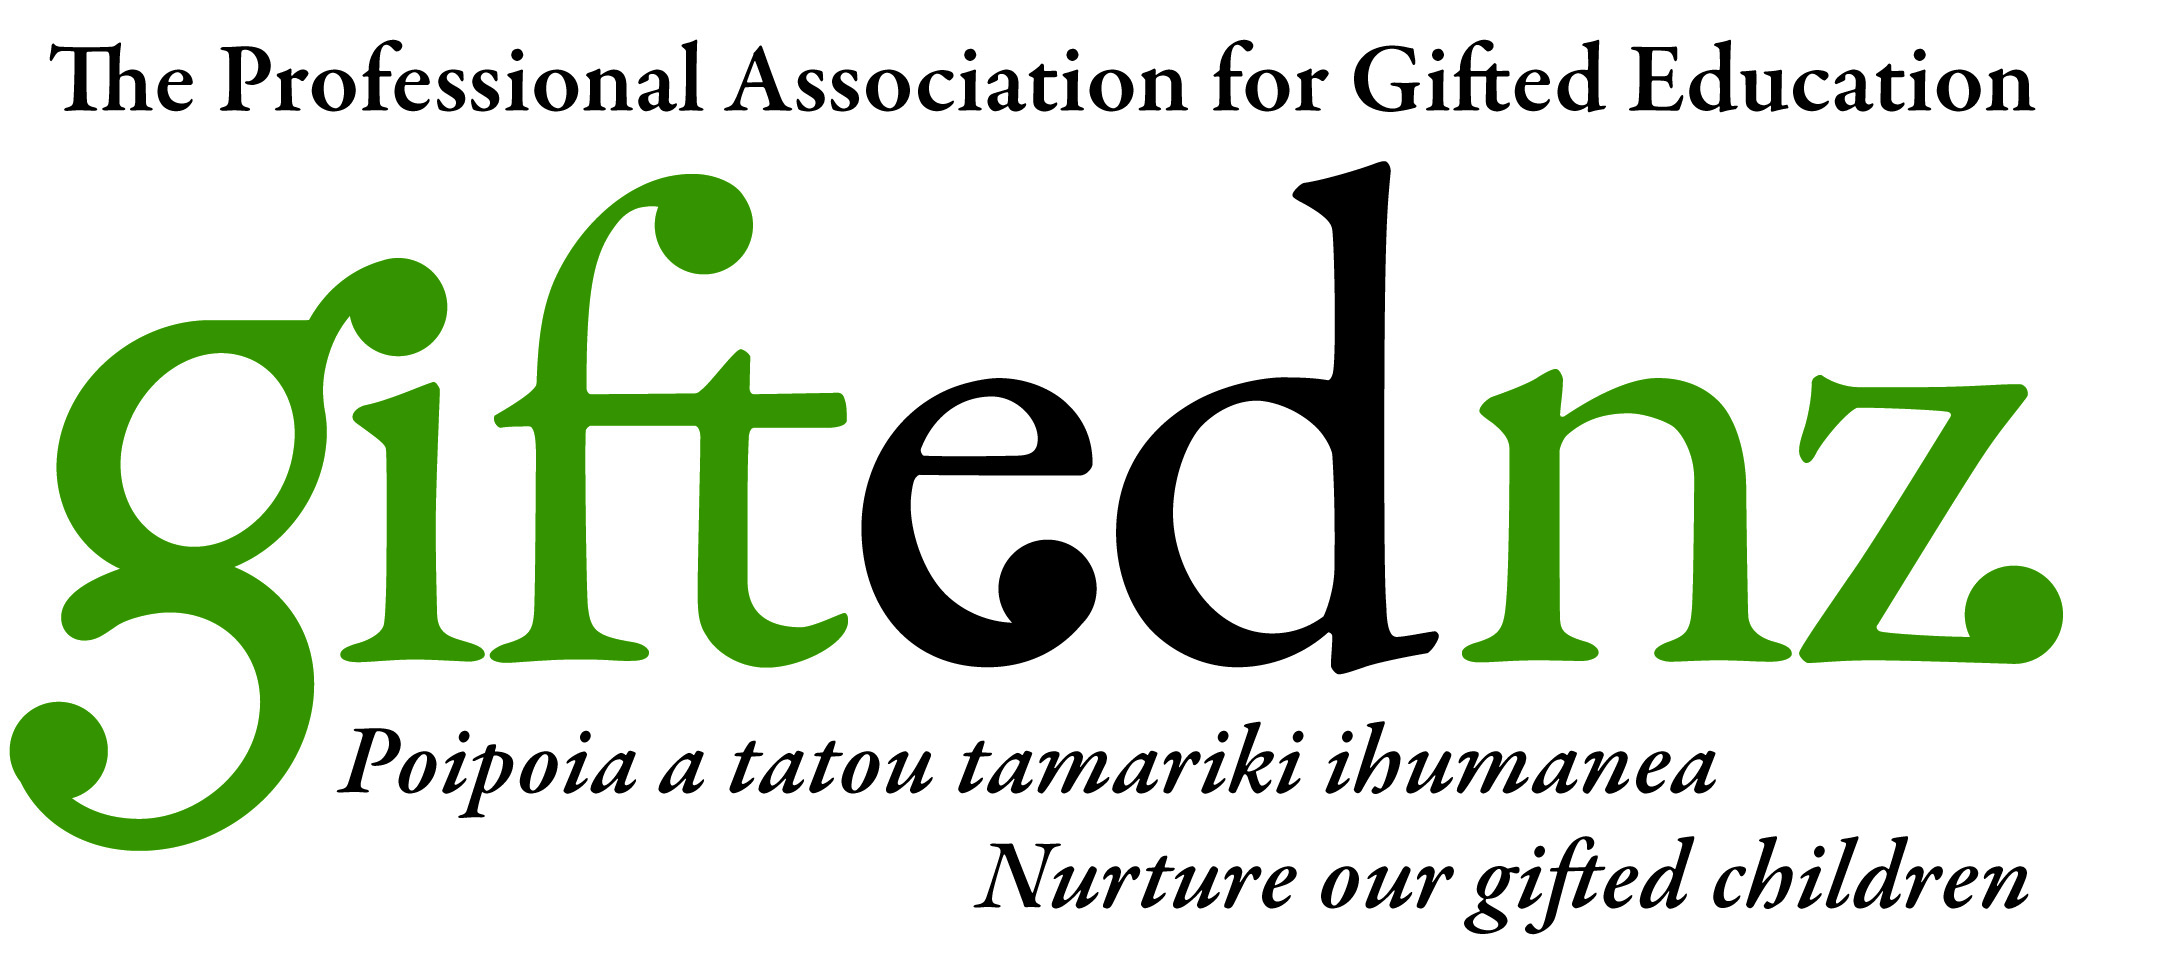 The Professional Association for Gifted Education
giftednz
Poipoia a tatou tamariki ihumanea
Nurture our gifted children